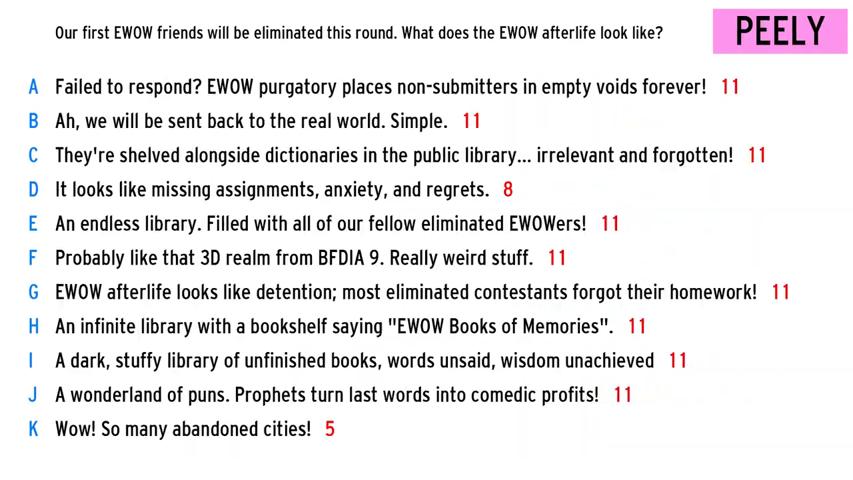 Our first EWOW friends will be eliminated this round. What does the EWOW afterlife look like?
PEELY
A Failed to respond? EWOW purgatory places non-submitters in empty voids forever! 11
B Ah, we will be sent back to the real world. Simple. 11
C They're shelved alongside dictionaries in the public library... irrelevant and forgotten! 11
D It looks like missing assignments, anxiety, and regrets. 8
E An endless library. Filled with all of our fellow eliminated EWOWers! 11
F Probably like that 3D realm from BFDIA 9. Really weird stuff. 11
G EWOW afterlife looks like detention; most eliminated contestants forgot their homework! 11
H An infinite library with a bookshelf saying "EWOW Books of Memories". 11
I A dark, stuffy library of unfinished books, words unsaid, wisdom unachieved 11
J A wonderland of puns. Prophets turn last words into comedic profits! 11
K Wow! So many abandoned cities! 5